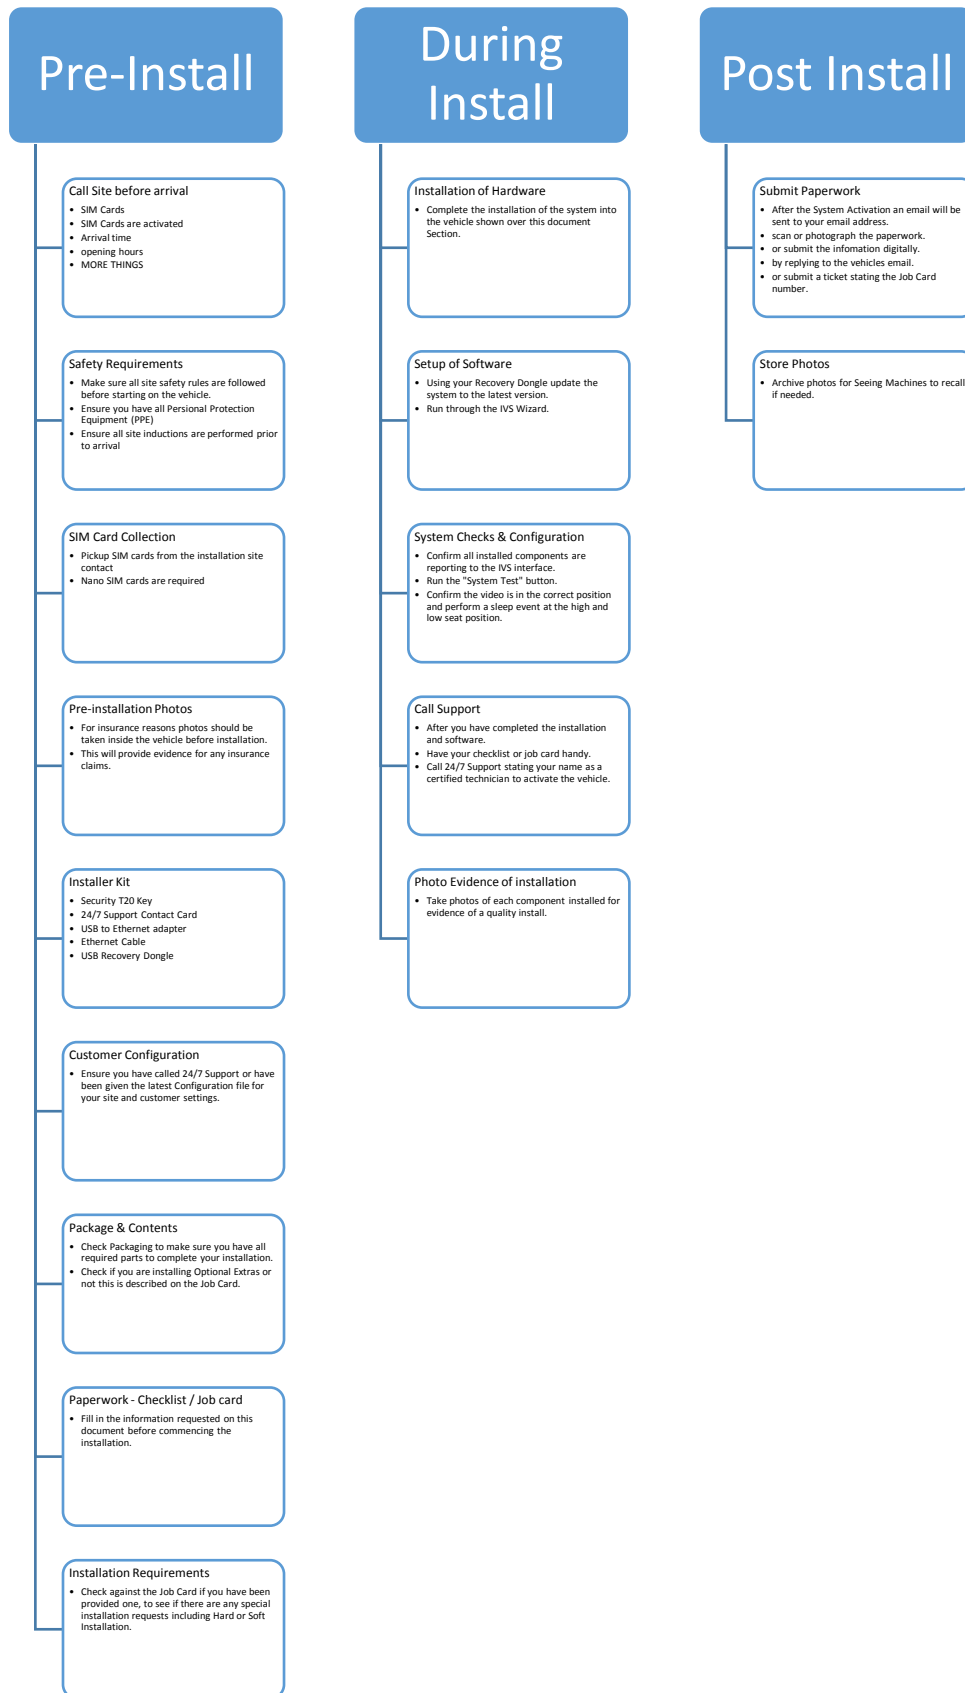 Pre-Install
Call Site before arrival
• SIM Cards
• SIM Cards are activated
• Arrival time
• opening hours
• MORE THINGS
Safety Requirements
• Make sure all site safety rules are followed
before starting on the vehicle.
• Ensure you have all Persional Protection
Equipment (PPE)
• Ensure all site inductions are performed prior
to arrival
SIM Card Collection
• Pickup SIM cards from the installation site
contact
• Nano SIM cards are required
Pre-installation Photos
• For insurance reasons photos should be
taken inside the vehicle before installation.
• This will provide evidence for any insurance
claims.
Installer Kit
• Security T20 Key
• 24/7 Support Contact Card
• USB to Ethernet adapter
• Ethernet Cable
• USB Recovery Dongle
Customer Configuration
• Ensure you have called 24/7 Support or have
been given the latest Configuration file for
your site and customer settings.
Package & Contents
• Check Packaging to make sure you have all
required parts to complete your installation.
• Check if you are installing Optional Extras or
not this is described on the Job Card.
Paperwork - Checklist / Job card
• Fill in the information requested on this
document before commencing the
installation.
Installation Requirements
• Check against the Job Card if you have been
provided one, to see if there are any special
installation requests including Hard or Soft
Installation.
During
Install
Installation of Hardware
• Complete the installation of the system into
the vehicle shown over this document
Section.
Setup of Software
• Using your Recovery Dongle update the
system to the latest version.
• Run through the IVS Wizard.
System Checks & Configuration
• Confirm all installed components are
reporting to the IVS interface.
• Run the "System Test" button.
• Confirm the video is in the correct position
and perform a sleep event at the high and
low seat position.
Call Support
• After you have completed the installation
and software.
• Have your checklist or job card handy.
• Call 24/7 Support stating your name as a
certified technician to activate the vehicle.
Photo Evidence of installation
• Take photos of each component installed for
evidence of a quality install.
Post Install
Submit Paperwork
• After the System Activation an email will be
sent to your email address.
• scan or photograph the paperwork.
• or submit the infomation digitally.
• by replying to the vehicles email.
• or submit a ticket stating the Job Card
number.
Store Photos
• Archive photos for Seeing Machines to recall
if needed.